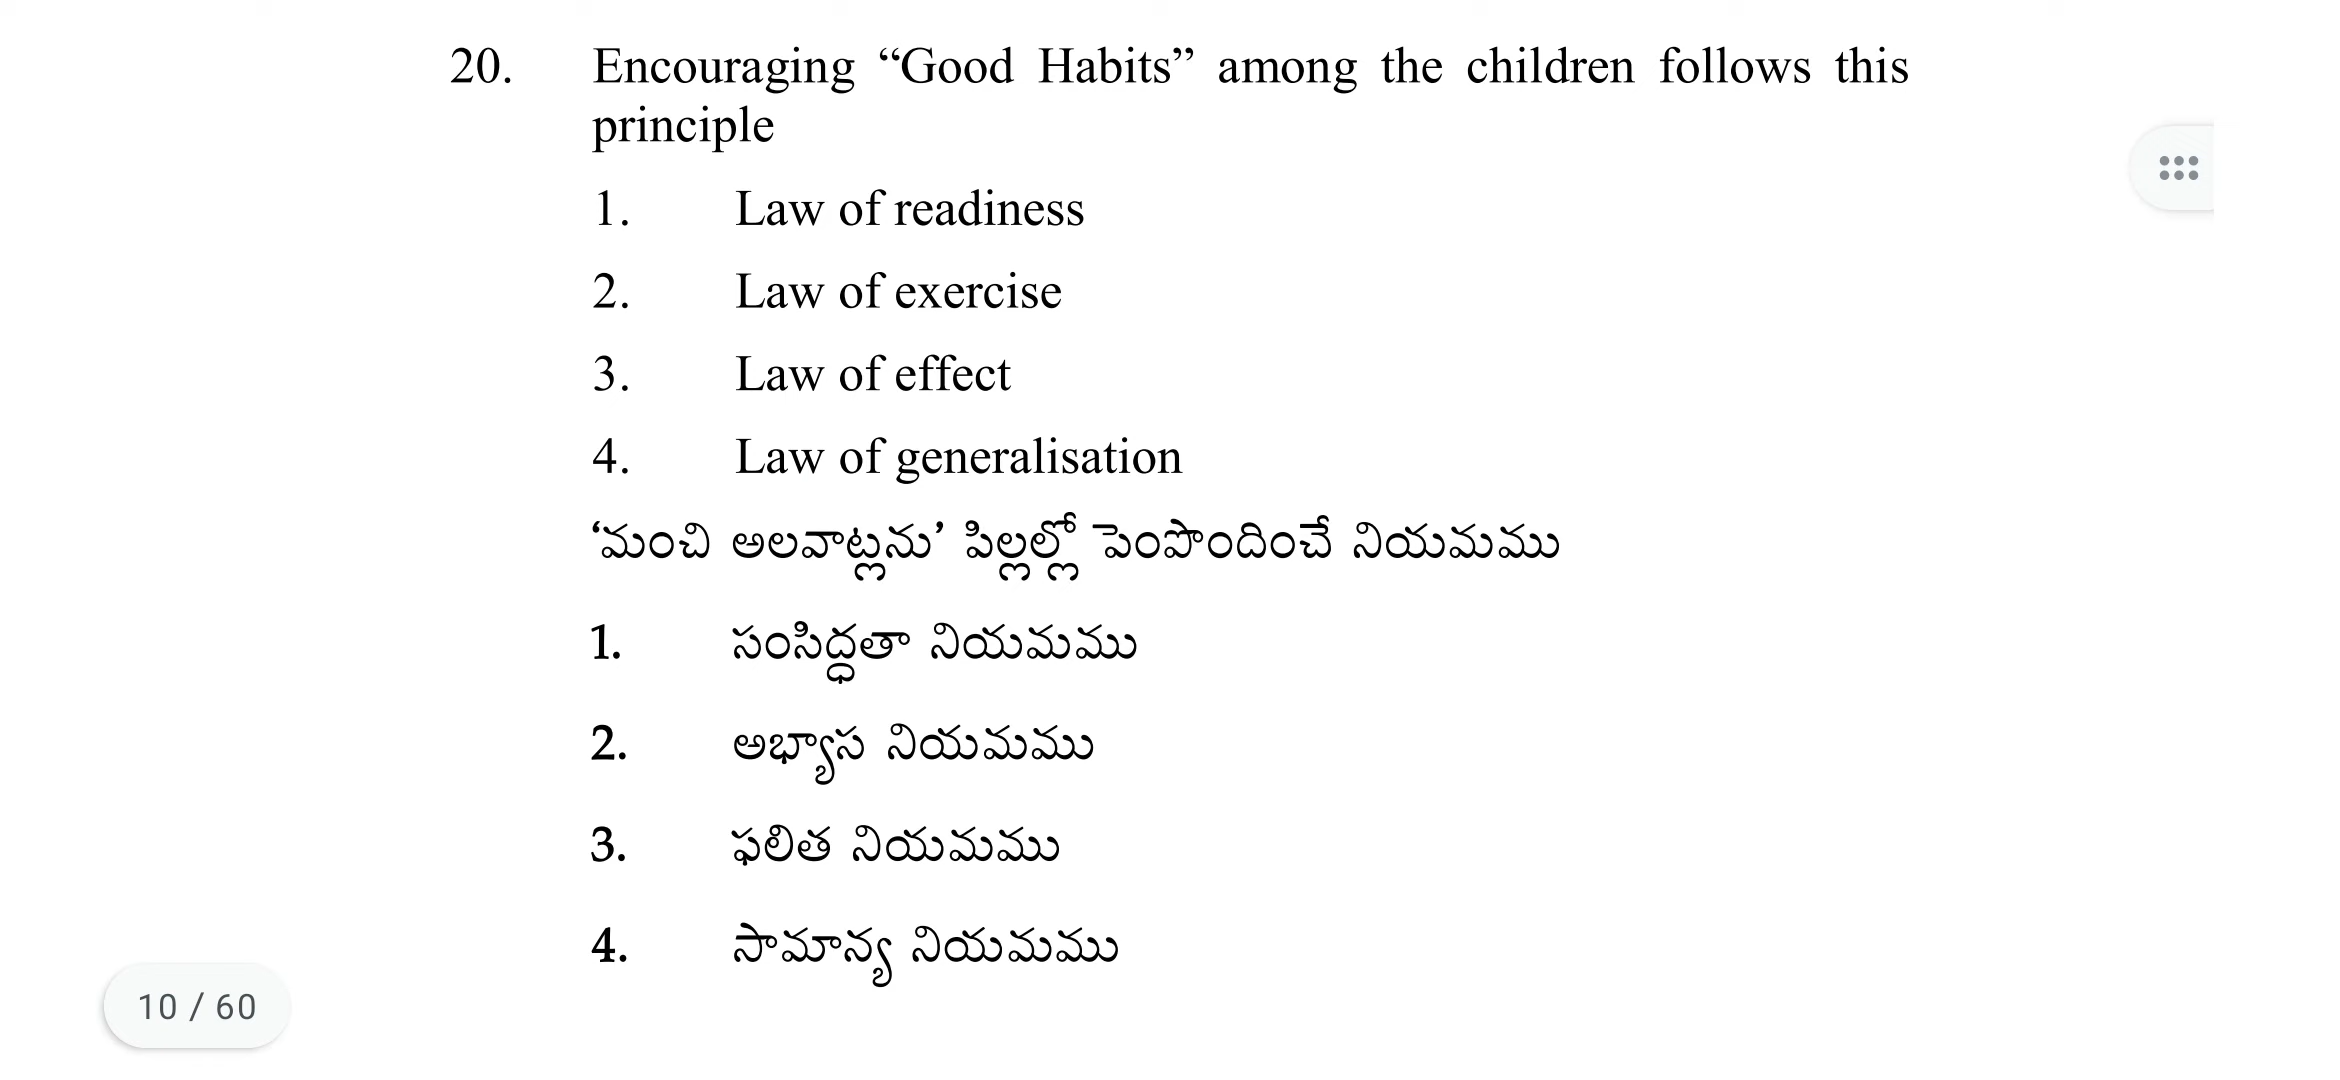 20. Encouraging “Good Habits” among the children follows this
principle
1. Law of readiness
2. Law of exercise
3. Law of effect
4. Law of generalisation
‘మంచి అలవాట్లను’ పిల్లల్లో పెంపొందించే నియమము
1. సంసిద్ధతా నియమము
2. అభ్యాస నియమము
3. ఫలిత నియమము
4. సామాన్య నియమము
10 / 60